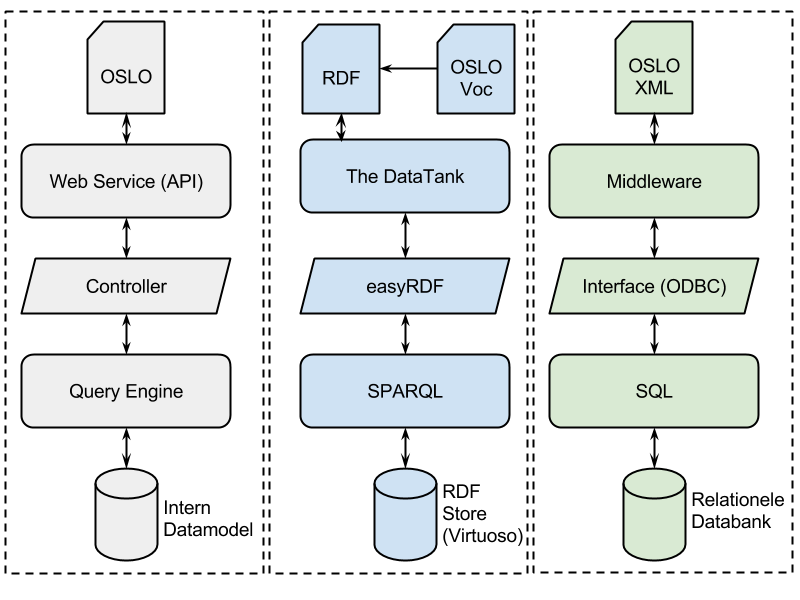 OSLO
Web Service (API)
Controller
Query Engine
Intern
Datamodel
RDF
OSLO
Voc
The DataTank
easyRDF
SPARQL
RDF
Store
(Virtuoso)
OSLO
XML
Middleware
Interface (ODBC)
SQL
Relationele
Databank